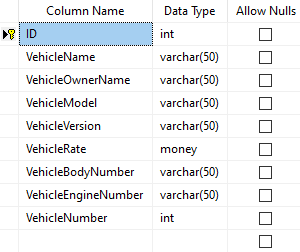 Column Name Data Type Allow Nulls
ID int
VehicleName varchar(50)
VehicleOwnerName varchar(50)
VehicleModel varchar(50)
VehicleVersion varchar(50)
VehicleRate money
VehicleBodyNumber varchar(50)
VehicleEngineNumber varchar(50)
VehicleNumber int